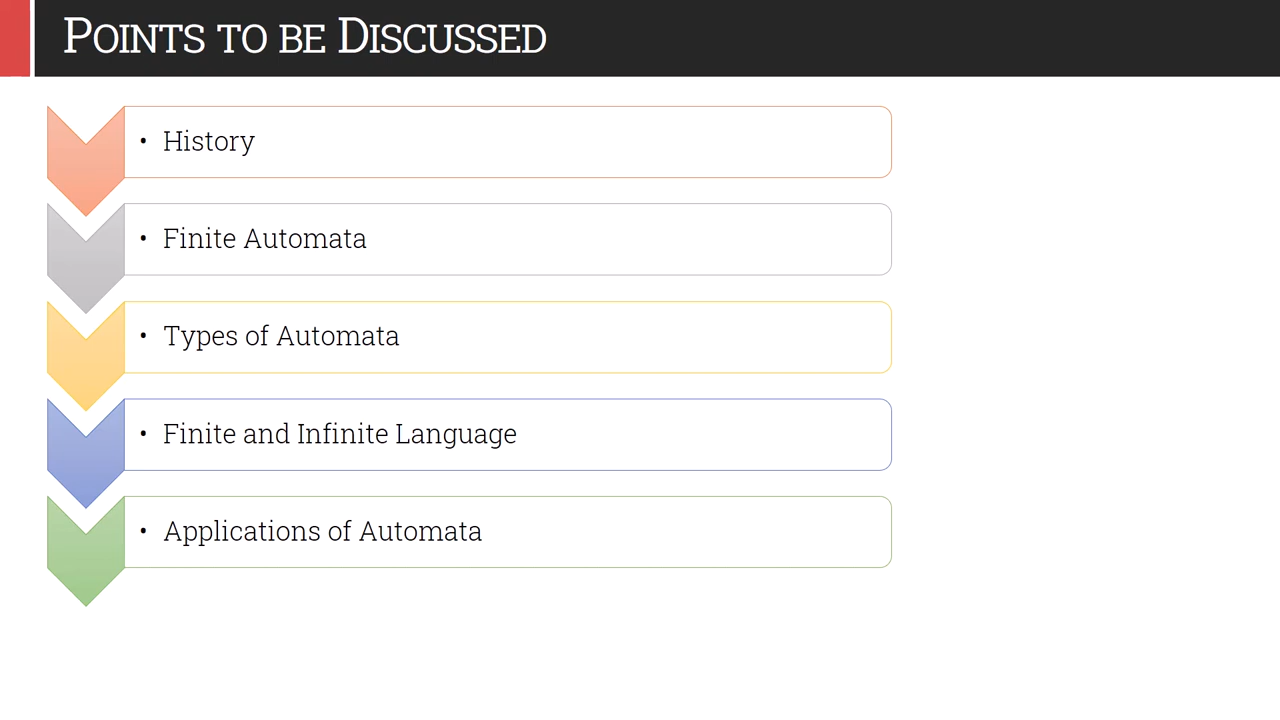 Points to be Discussed
• History
• Finite Automata
• Types of Automata
• Finite and Infinite Language
• Applications of Automata